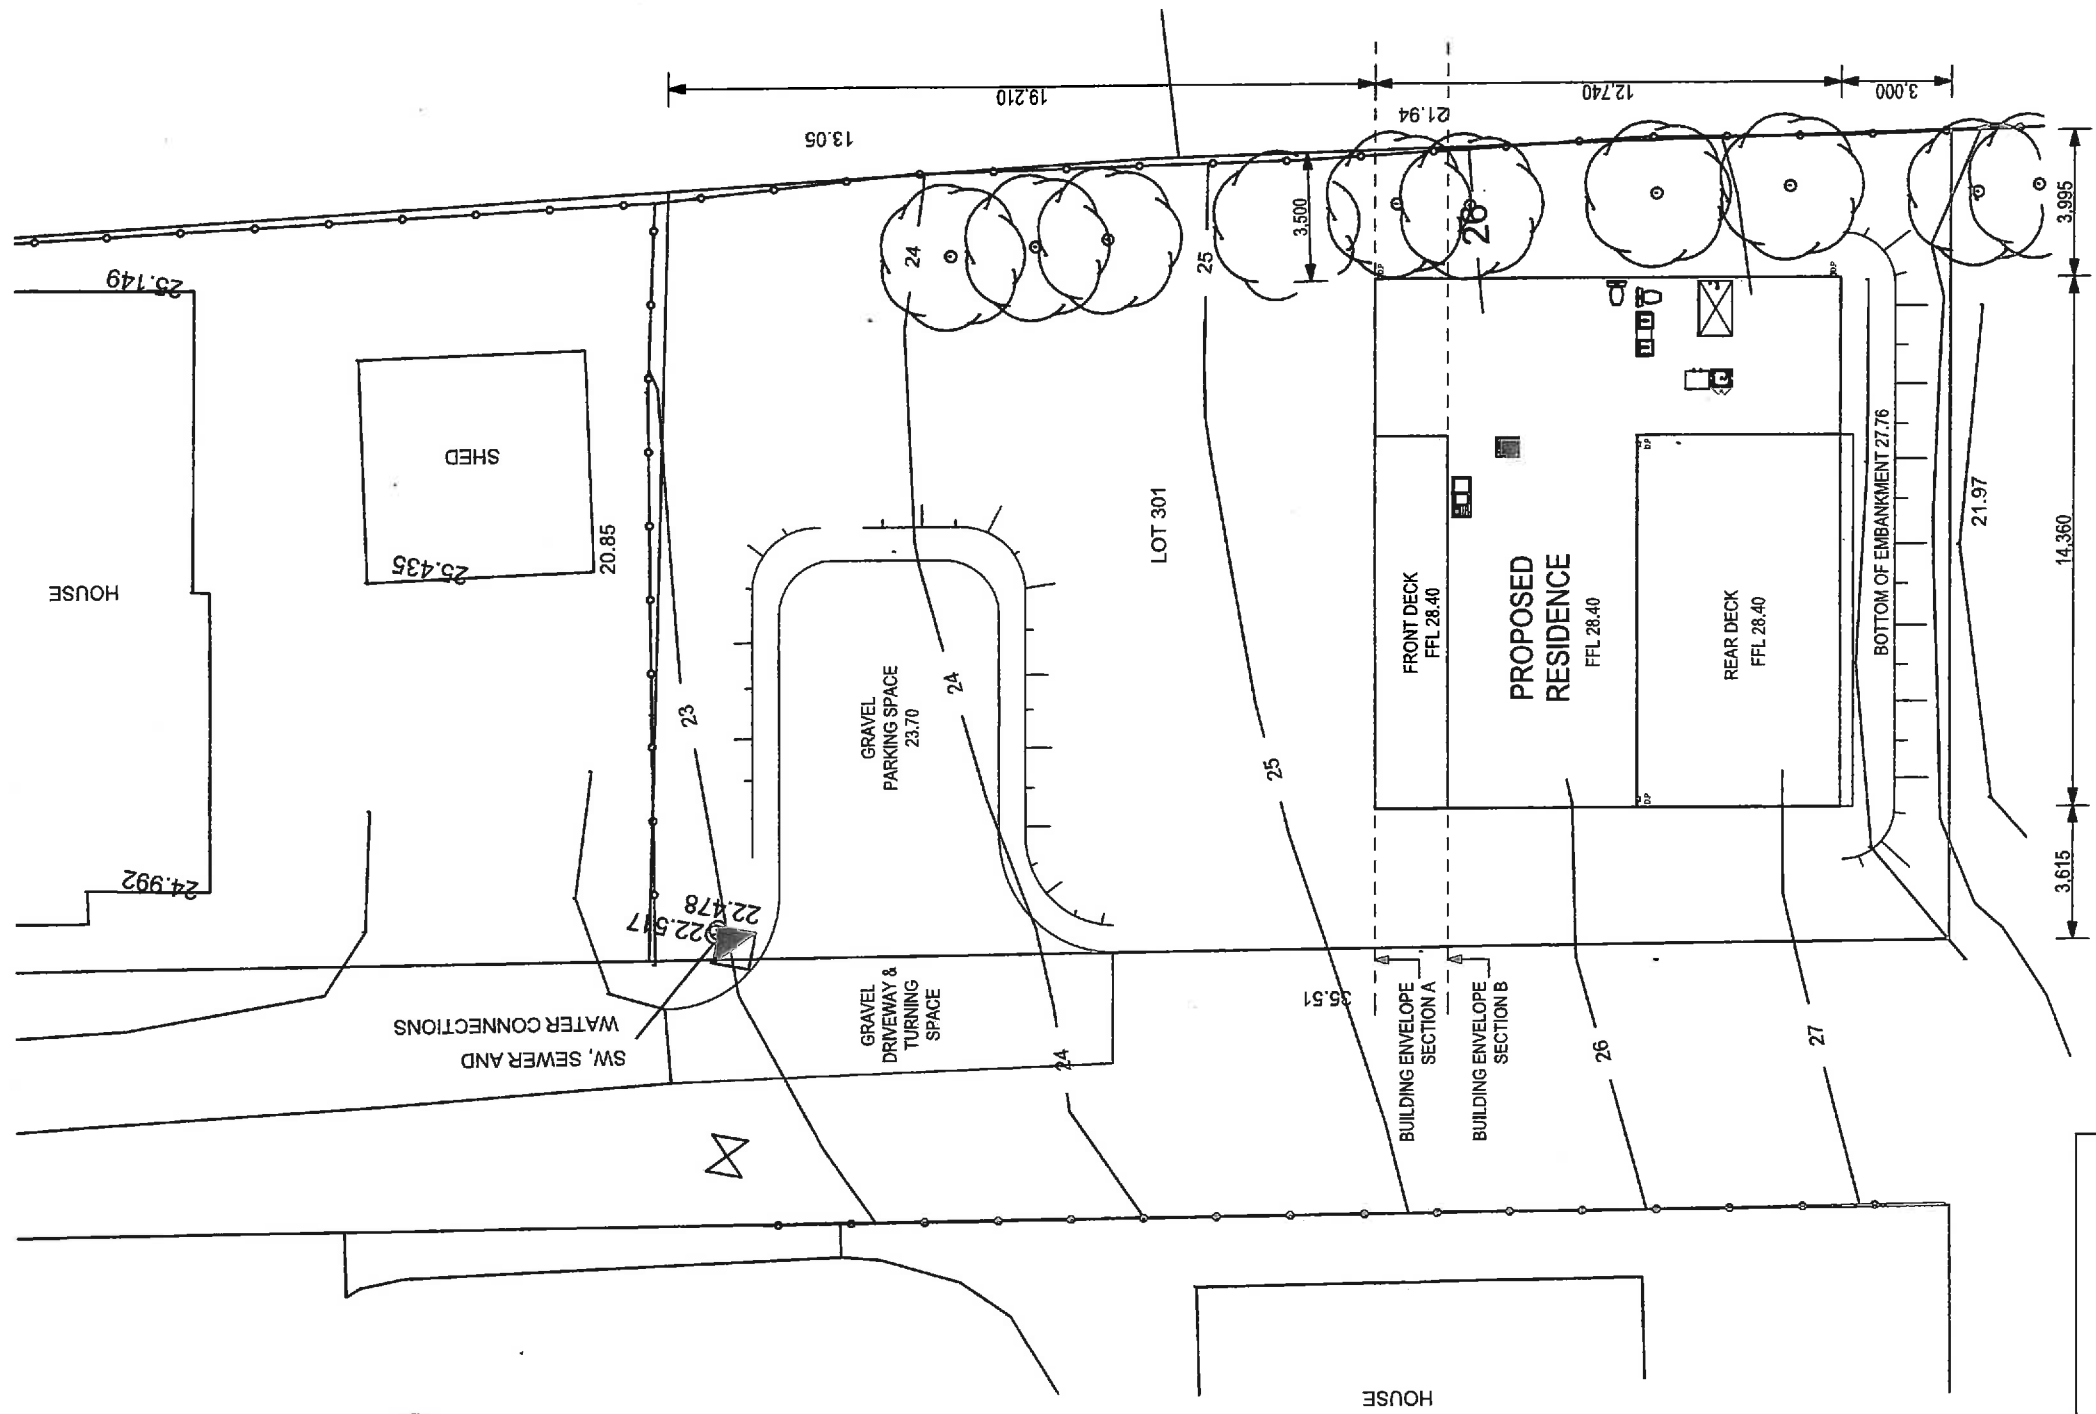 19.210
12,740
3,000
13.05
21.94
3,500
3,995
14,360
3,615
HOUSE
25.149
SHED
25.435
20.85
24.992
23
24
25
26
LOT 301
GRAVEL
PARKING SPACE
23.70
24
25
FRONT DECK
FFL 28.40
PROPOSED
RESIDENCE
FFL 28.40
REAR DECK
FFL 28.40
BOTTOM OF EMBANKMENT 27.76
21.97
D.P
D.P
D.P
D.P
22.517
22.478
SW, SEWER AND
WATER CONNECTIONS
GRAVEL
DRIVEWAY &
TURNING
SPACE
24
35.51
BUILDING ENVELOPE
SECTION A
BUILDING ENVELOPE
SECTION B
26
27
HOUSE